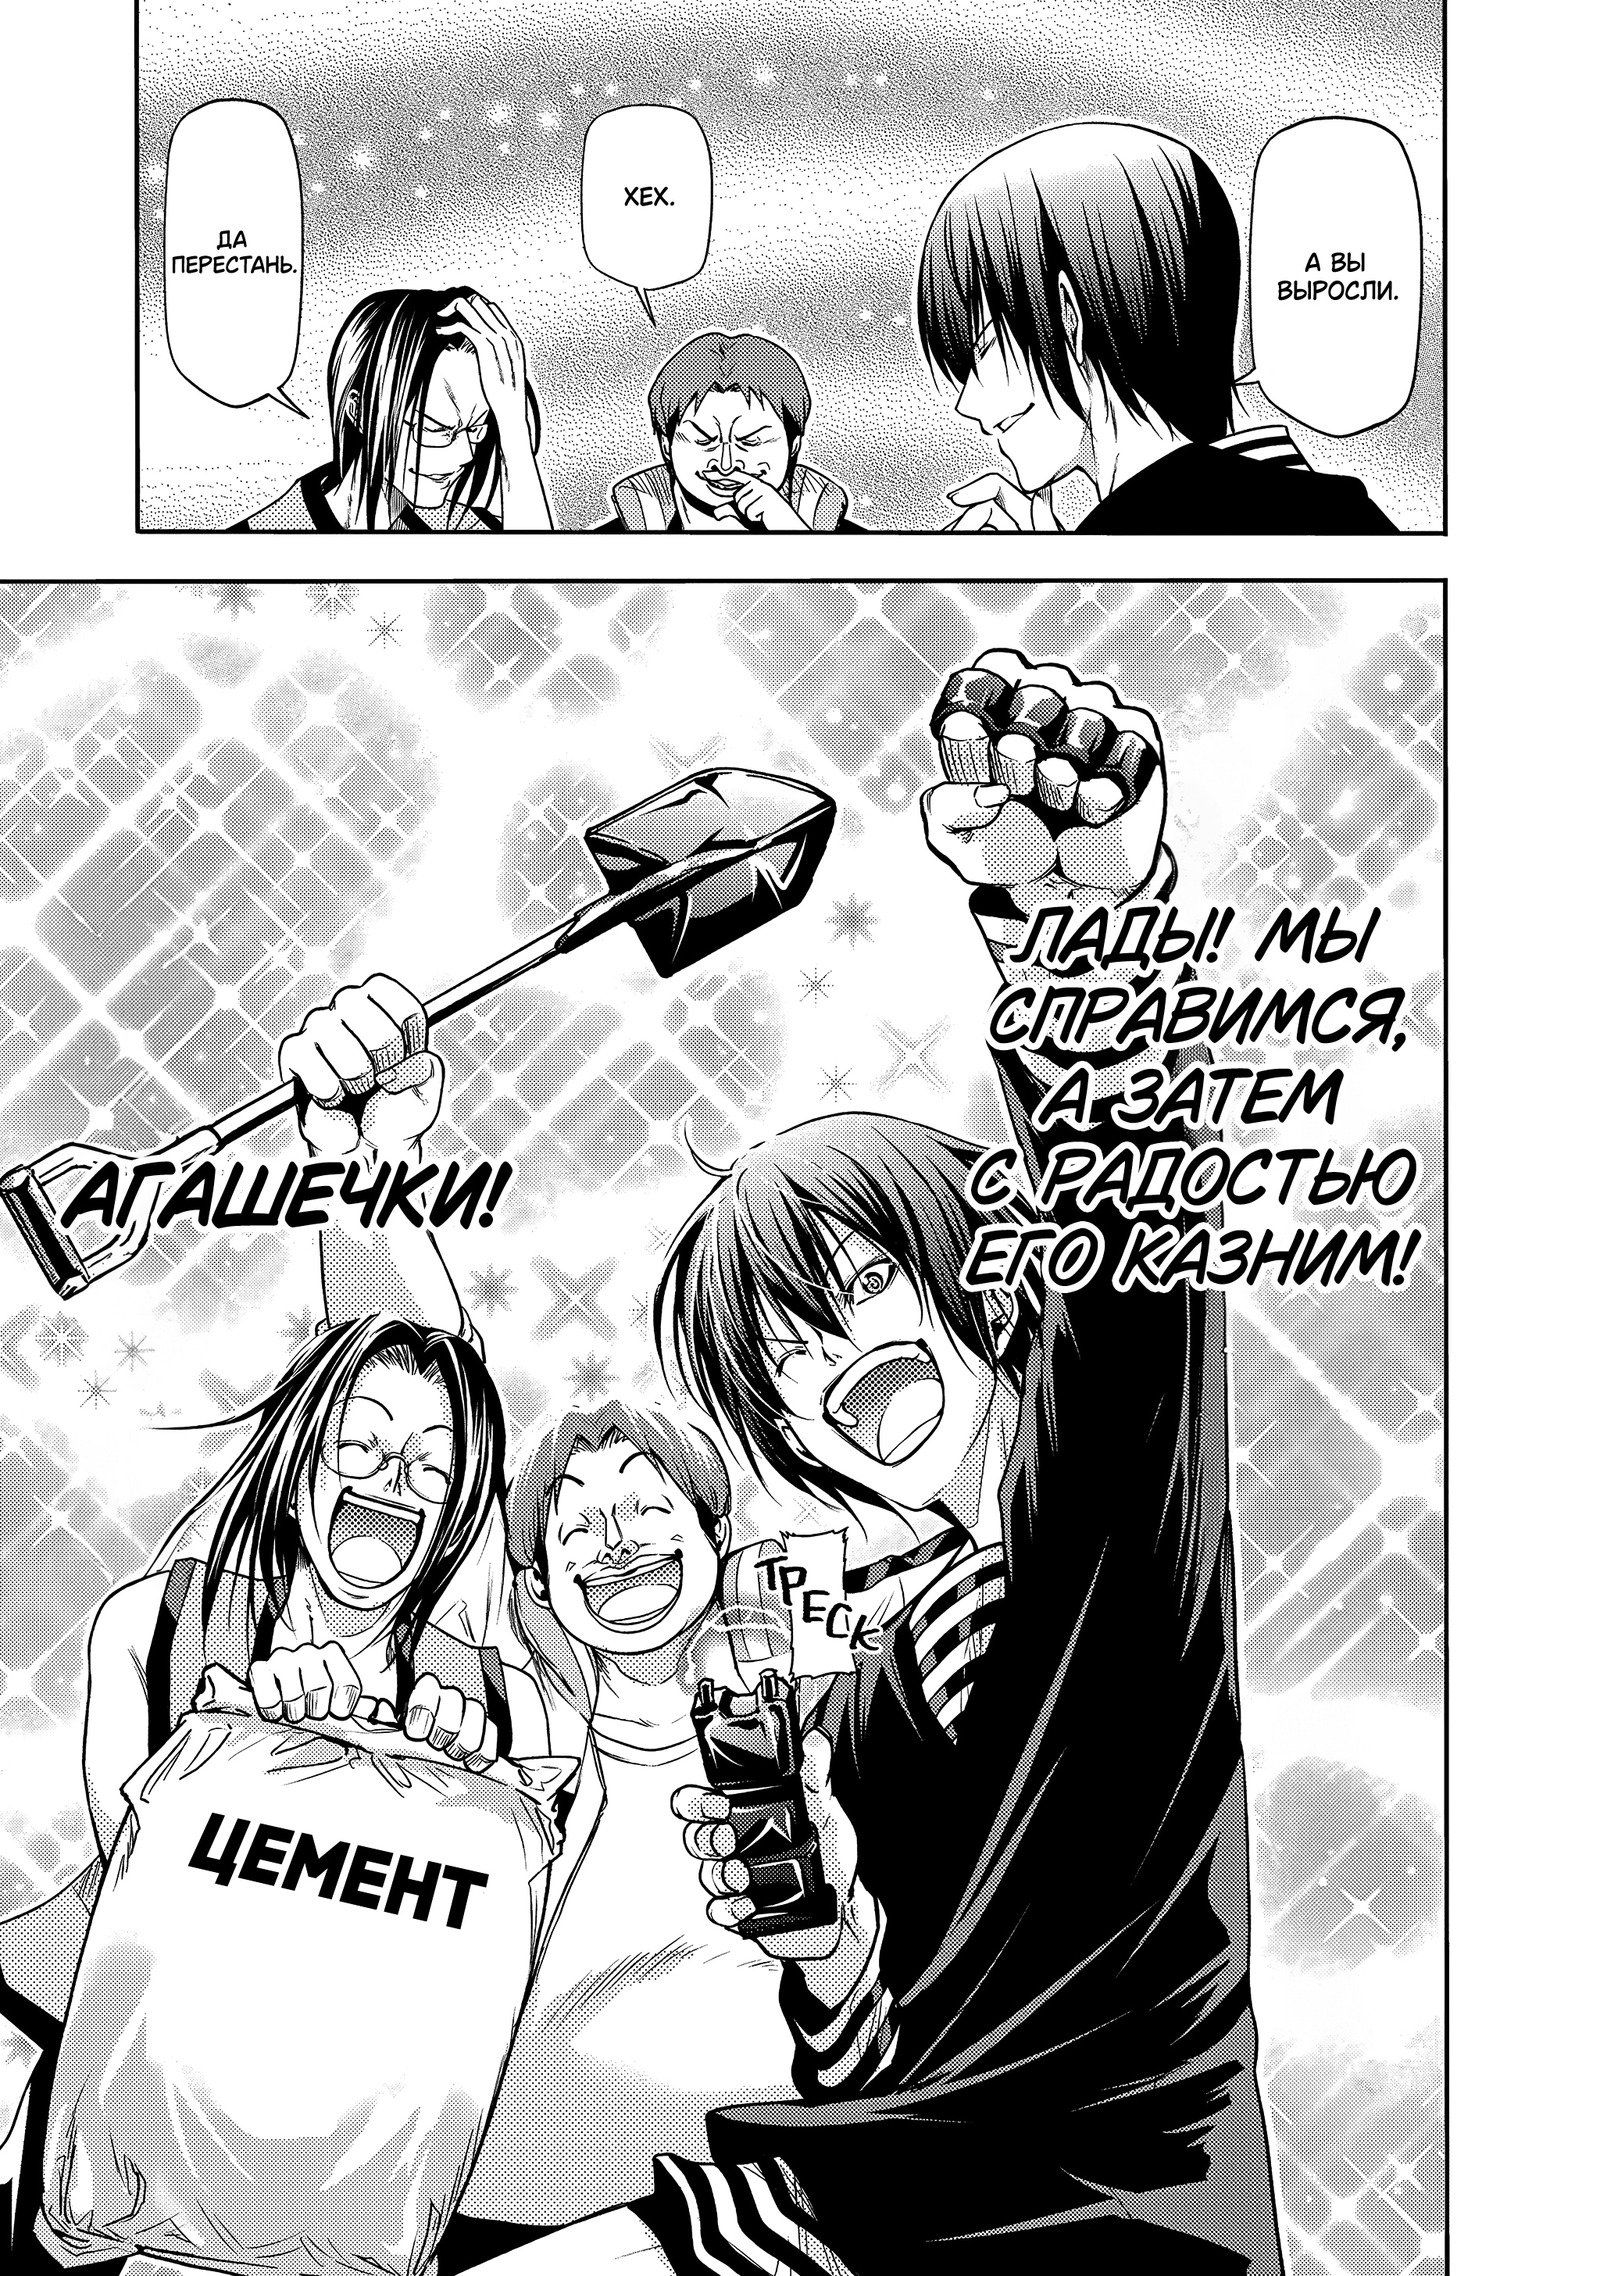 А ВЫ
ВЫРОСЛИ.
ХЕХ.
ДА
ПЕРЕСТАНЬ.
ЛАДЫ! МЫ
СПРАВИМСЯ,
А ЗАТЕМ
С РАДОСТЬЮ
ЕГО КАЗНИМ!
АГАШЕЧКИ!
ТРЕСК
ЦЕМЕНТ